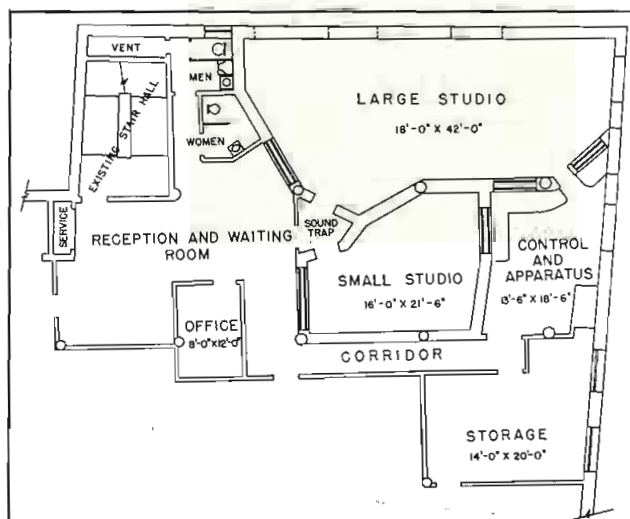 VENT
MEN
WOMEN
EXISTING STAIR HALL
LARGE STUDIO
18'-0" X 42'-0"
SERVICE
RECEPTION AND WAITING
ROOM
SOUND
TRAP
SMALL STUDIO
16'-0" X 21'-6"
CONTROL
AND
APPARATUS
13'-6" X 18'-6"
OFFICE
8'-0" X 12'-0"
CORRIDOR
STORAGE
14'-0" X 20'-0"